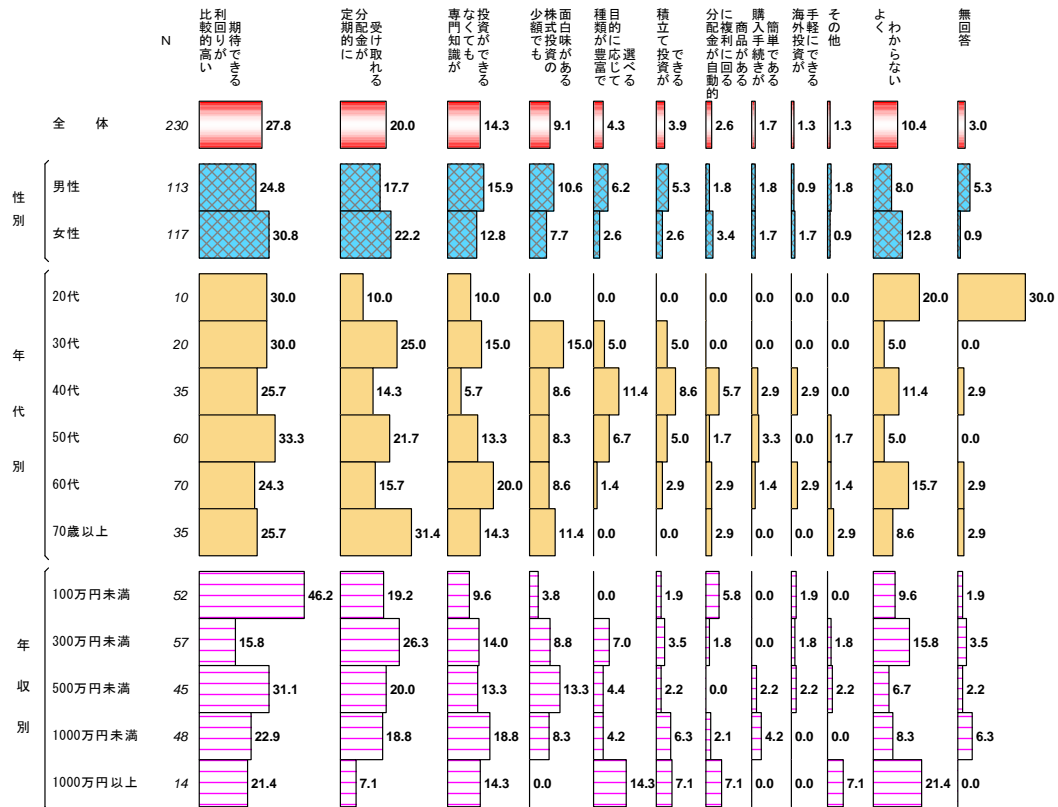 比較的高い
利回りが
期待できる
定期的に
分配金が
受け取れる
専門知識が
なくても
投資ができる
少額でも
株式投資の
面白味がある
種類が豊富で
目的に応じて
選べる
積立て投資が
できる
分配金が自動的
に複利に回る
商品がある
購入手続きが
簡単である
海外投資が
手軽にできる
その他
よく
わからない
無回答
N
全 体 230 27.8 20.0 14.3 9.1 4.3 3.9 2.6 1.7 1.3 1.3 10.4 3.0
性別
男性 113 24.8 17.7 15.9 10.6 6.2 5.3 1.8 1.8 0.9 1.8 8.0 5.3
女性 117 30.8 22.2 12.8 7.7 2.6 2.6 3.4 1.7 1.7 0.9 12.8 0.9
年代別
20代 10 30.0 10.0 10.0 0.0 0.0 0.0 0.0 0.0 0.0 0.0 20.0 30.0
30代 20 30.0 25.0 15.0 15.0 5.0 5.0 0.0 0.0 0.0 0.0 5.0 0.0
40代 35 25.7 14.3 5.7 8.6 11.4 8.6 5.7 2.9 2.9 0.0 11.4 2.9
50代 60 33.3 21.7 13.3 8.3 6.7 5.0 1.7 3.3 0.0 1.7 5.0 0.0
60代 70 24.3 15.7 20.0 8.6 1.4 2.9 2.9 1.4 2.9 1.4 15.7 2.9
70歳以上 35 25.7 31.4 14.3 11.4 0.0 0.0 2.9 0.0 0.0 2.9 8.6 2.9
年収別
100万円未満 52 46.2 19.2 9.6 3.8 0.0 1.9 5.8 0.0 1.9 0.0 9.6 1.9
300万円未満 57 15.8 26.3 14.0 8.8 7.0 3.5 1.8 0.0 1.8 1.8 15.8 3.5
500万円未満 45 31.1 20.0 13.3 13.3 4.4 2.2 0.0 2.2 2.2 2.2 6.7 2.2
1000万円未満 48 22.9 18.8 18.8 8.3 4.2 6.3 2.1 4.2 0.0 0.0 8.3 6.3
1000万円以上 14 21.4 7.1 14.3 0.0 14.3 7.1 7.1 0.0 0.0 7.1 21.4 0.0